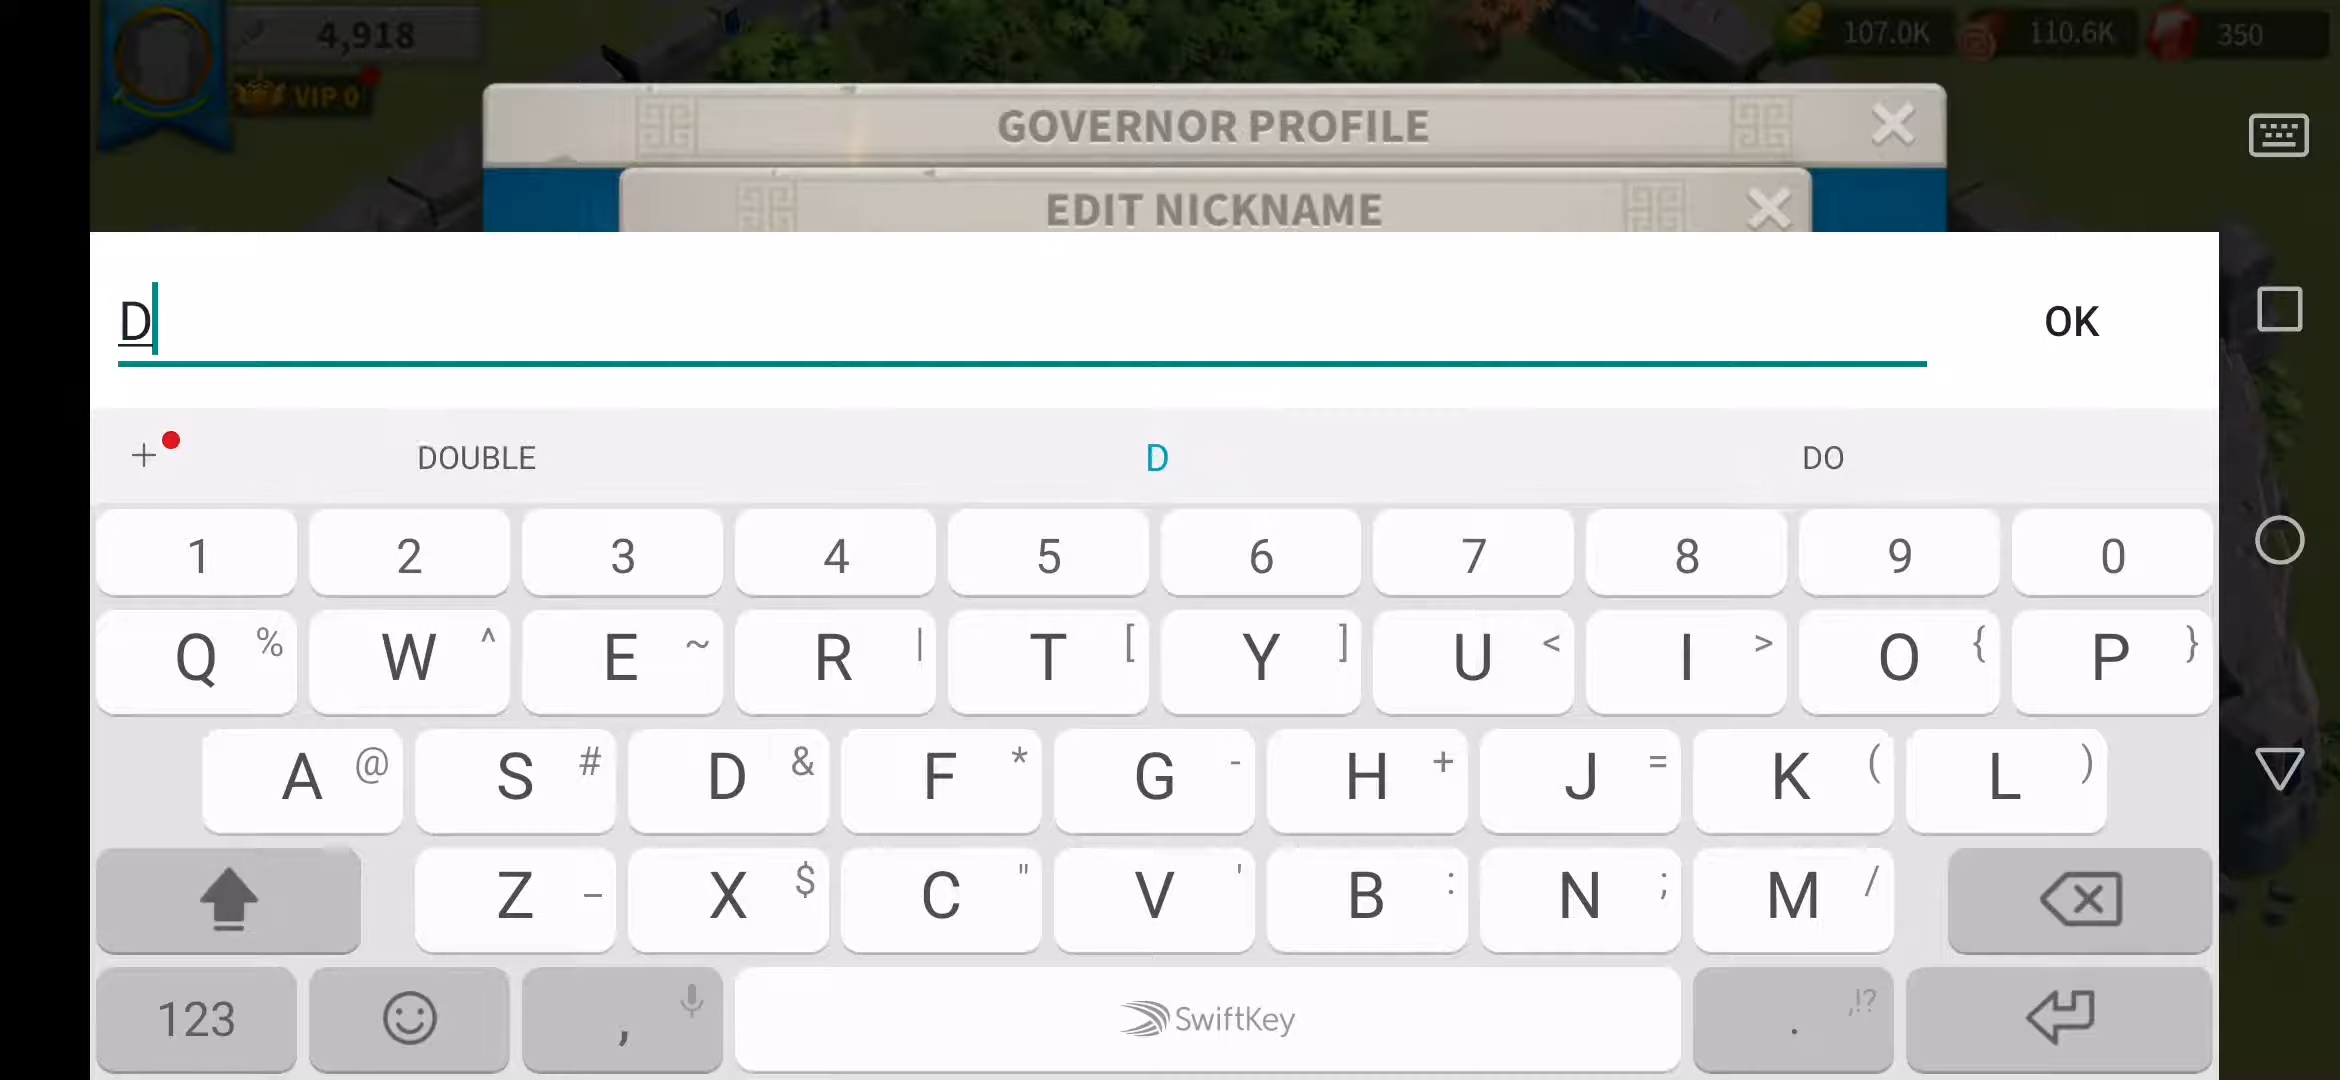 4,918
107.0K
110.6K
350
VIP 0
GOVERNOR PROFILE
EDIT NICKNAME
D
OK
+
DOUBLE
D
DO
1 2 3 4 5 6 7 8 9 0
Q % W ^ E ~ R | T [ Y ] U < I > O { P }
A @ S # D & F * G - H + J = K ( L )
Z _ X $ C " V ' B : N ; M /
123 , SwiftKey . ,!?